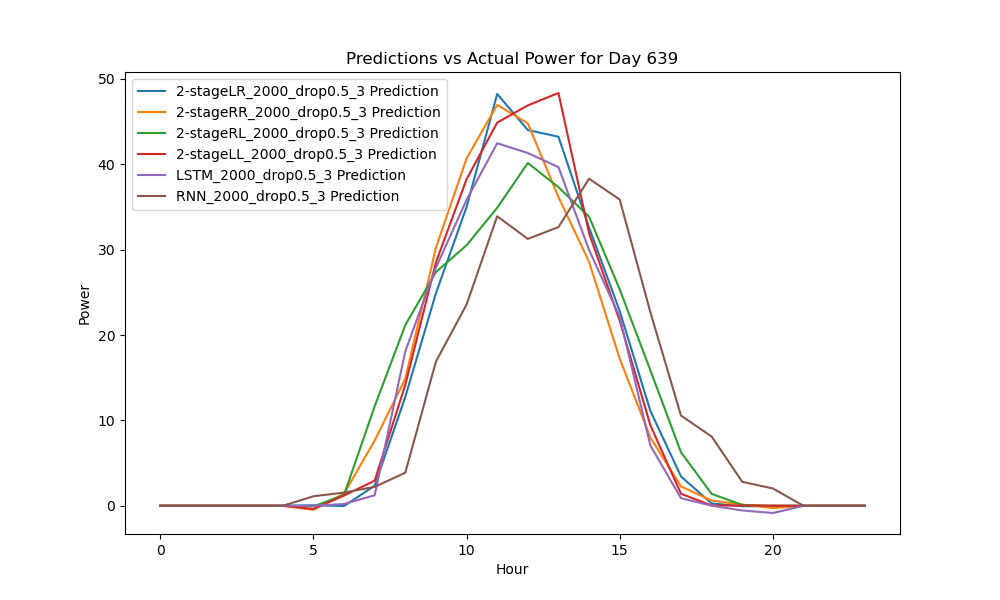 Predictions vs Actual Power for Day 639
2-stageLR_2000_drop0.5_3 Prediction
2-stageRR_2000_drop0.5_3 Prediction
2-stageRL_2000_drop0.5_3 Prediction
2-stageLL_2000_drop0.5_3 Prediction
LSTM_2000_drop0.5_3 Prediction
RNN_2000_drop0.5_3 Prediction
Power
50
40
30
20
10
0
0 5 10 15 20
Hour